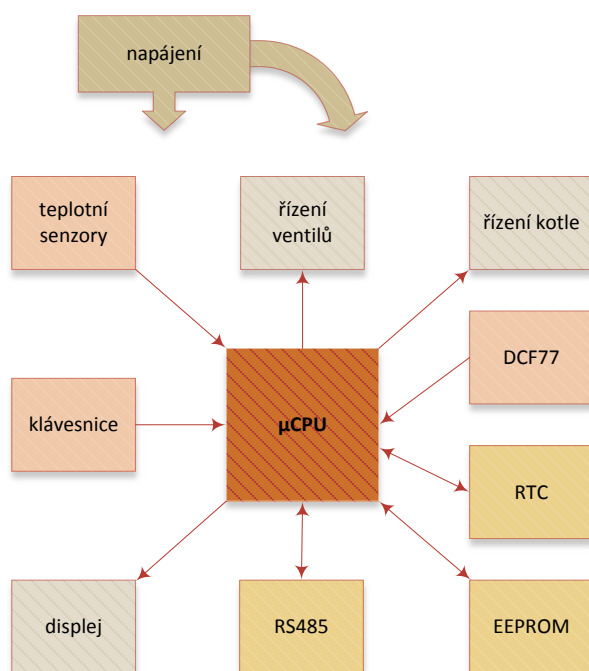 napájení
teplotní
senzory
řízení
ventilů
řízení kotle
DCF77
klávesnice
µCPU
RTC
displej
RS485
EEPROM